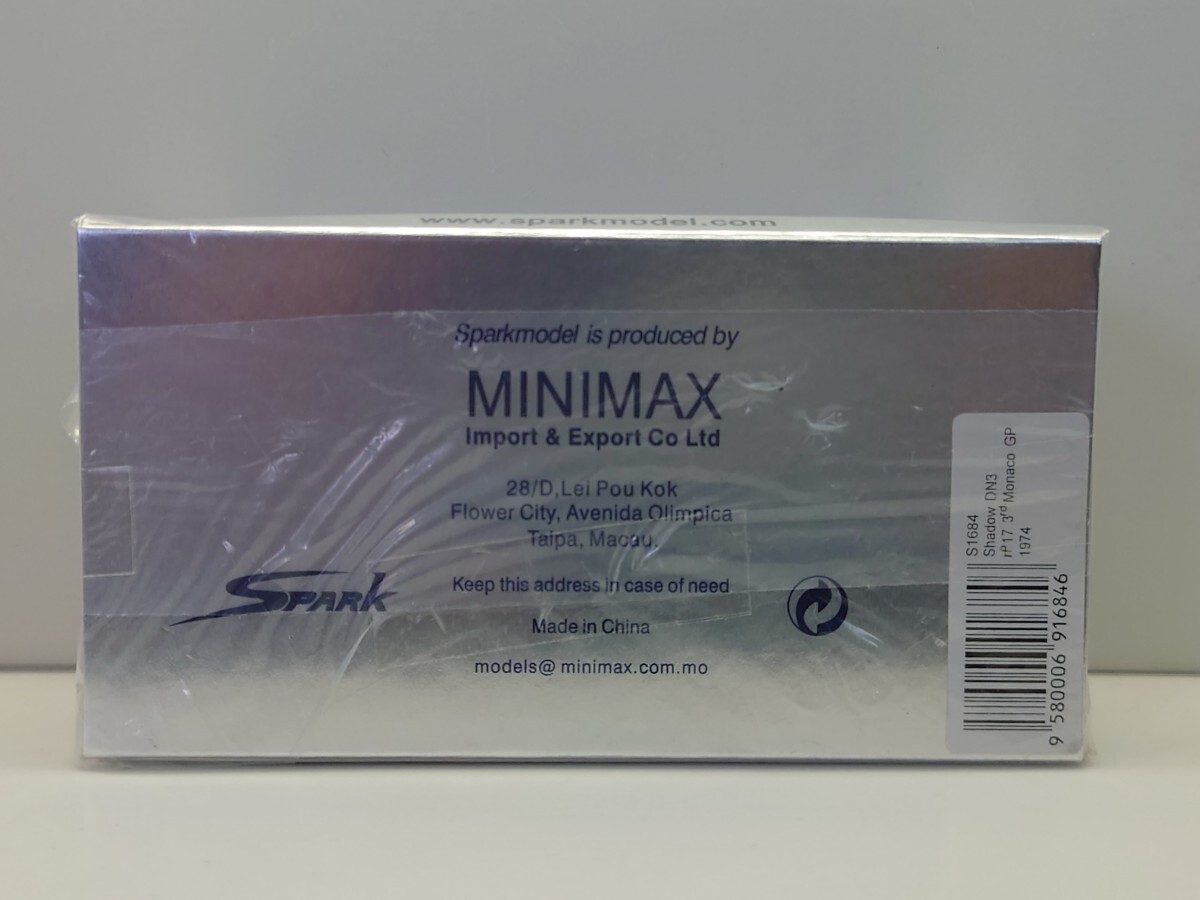 www.sparkmodel.com
Sparkmodel is produced by
MINIMAX
Import & Export Co Ltd
28/D,Lei Pou Kok
Flower City, Avenida Olimpica
Taipa, Macau.
Keep this address in case of need
Made in China
models@minimax.com.mo
SPARK
S1684
Shadow DN3
n°17 3rd Monaco GP
1974
9 580006 916846